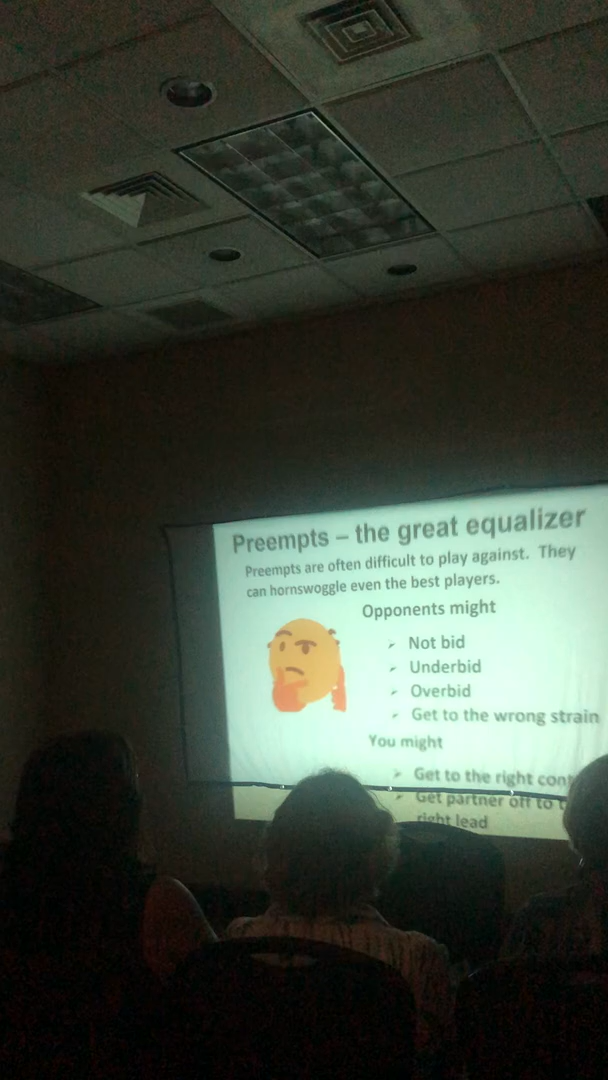 Preempts – the great equalizer
Preempts are often difficult to play against. They
can hornswoggle even the best players.
Opponents might
➢ Not bid
➢ Underbid
➢ Overbid
➢ Get to the wrong strain
You might
➢ Get to the right
➢ Get partner off to
right lead